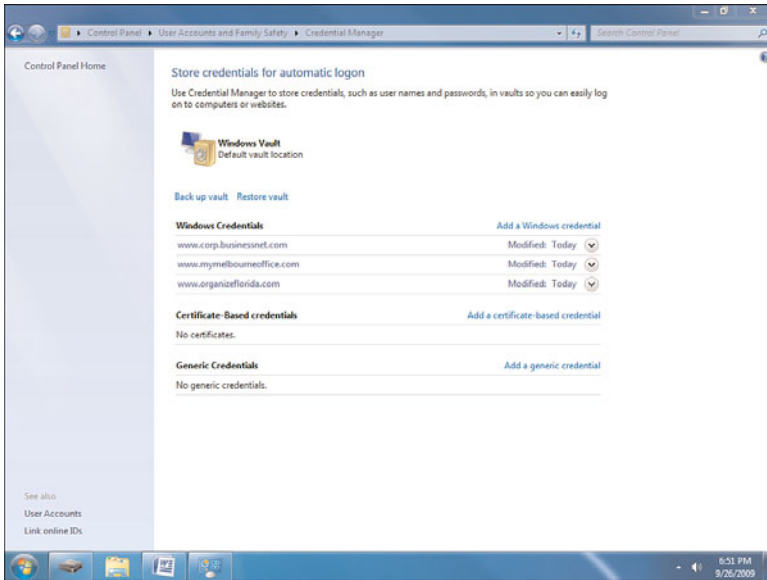 Control Panel ▸ User Accounts and Family Safety ▸ Credential Manager
Search Control Panel
Control Panel Home
Store credentials for automatic logon
Use Credential Manager to store credentials, such as user names and passwords, in vaults so you can easily log
on to computers or websites.
Windows Vault
Default vault location
Back up vault Restore vault
Windows Credentials Add a Windows credential
www.corp.businessnet.com Modified: Today
www.mymelbourneoffice.com Modified: Today
www.organizeflorida.com Modified: Today
Certificate-Based credentials Add a certificate-based credential
No certificates.
Generic Credentials Add a generic credential
No generic credentials.
See also
User Accounts
Link online IDs
6:51 PM
9/26/2009